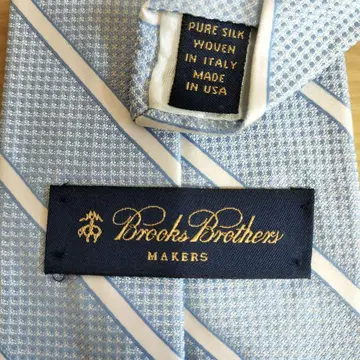 PURE SILK
WOVEN
IN ITALY
MADE
IN USA
Brooks Brothers
MAKERS